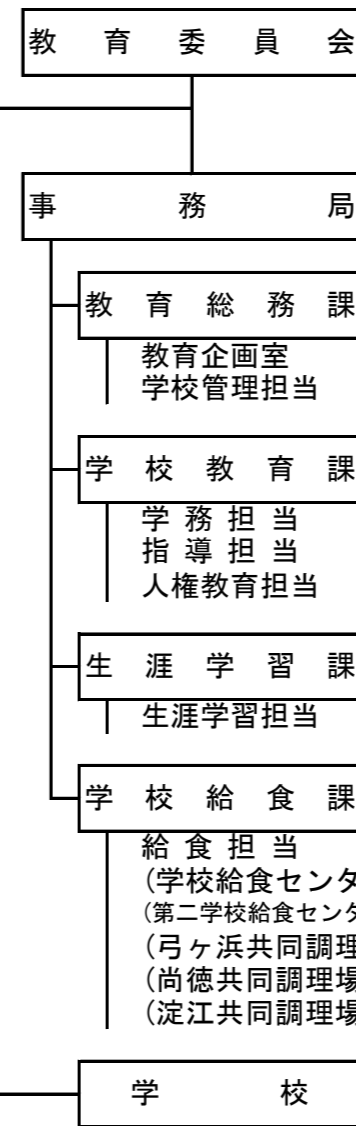 教育委員会
事務局
教育総務課
教育企画室
学校管理担当
学校教育課
学務担当
指導担当
人権教育担当
生涯学習課
生涯学習担当
学校給食課
給食担当
(学校給食センタ
(第二学校給食センタ
(弓ヶ浜共同調理
(尚徳共同調理場
(淀江共同調理場
学校